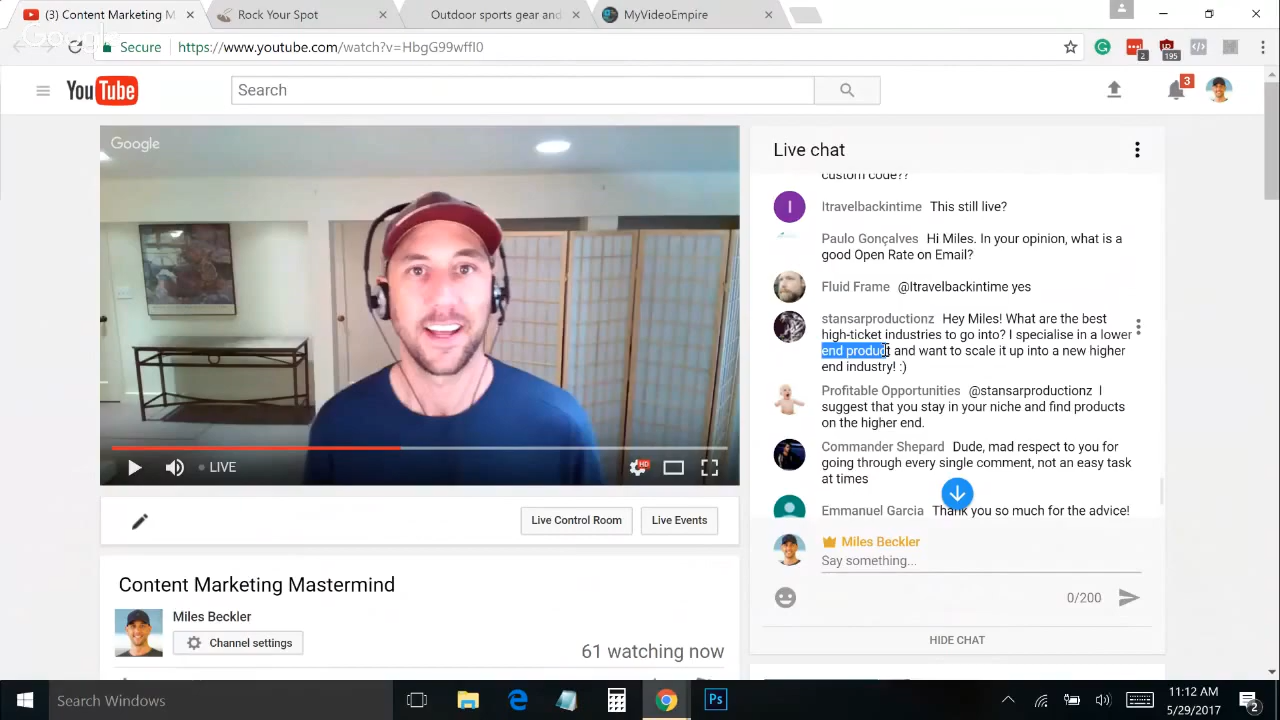 (3) Content Marketing M
Rock Your Spot
Outdoor sports gear and
MyVideoEmpire
Google
Secure
https://www.youtube.com/watch?v=HbgG99wffI0
2
195
YouTube
Search
3
Google
LIVE
HD
Live Control Room
Live Events
Content Marketing Mastermind
Miles Beckler
Channel settings
61 watching now
Live chat
custom code??
Itravelbackintime This still live?
Paulo Gonçalves Hi Miles. In your opinion, what is a
good Open Rate on Email?
Fluid Frame @Itravelbackintime yes
stansarproductionz Hey Miles! What are the best
high-ticket industries to go into? I specialise in a lower
end product and want to scale it up into a new higher
end industry! :)
Profitable Opportunities @stansarproductionz I
suggest that you stay in your niche and find products
on the higher end.
Commander Shepard Dude, mad respect to you for
going through every single comment, not an easy task
at times
Emmanuel Garcia Thank you so much for the advice!
Miles Beckler
Say something...
0/200
HIDE CHAT
Search Windows
Ps
11:12 AM
5/29/2017
2